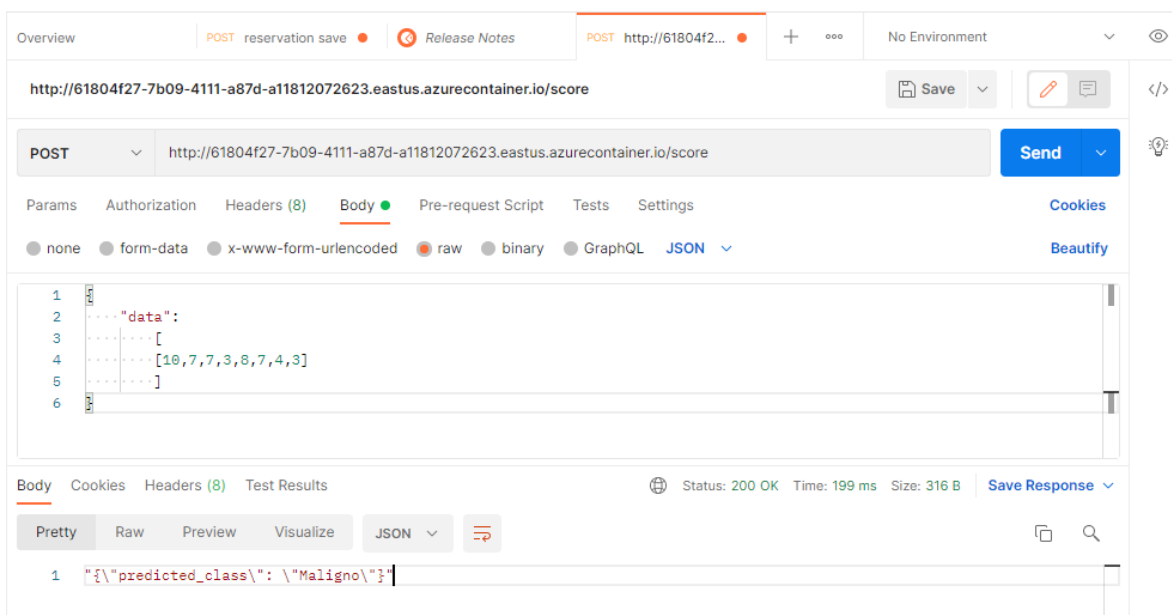 Overview POST reservation save Release Notes POST http://61804f2... + ooo No Environment
http://61804f27-7b09-4111-a87d-a11812072623.eastus.azurecontainer.io/score Save
POST http://61804f27-7b09-4111-a87d-a11812072623.eastus.azurecontainer.io/score Send
Params Authorization Headers (8) Body Pre-request Script Tests Settings Cookies
none form-data x-www-form-urlencoded raw binary GraphQL JSON Beautify
1 {
2 "data":
3 [
4 [10,7,7,3,8,7,4,3]
5 ]
6 }
Body Cookies Headers (8) Test Results Status: 200 OK Time: 199 ms Size: 316 B Save Response
Pretty Raw Preview Visualize JSON
1 "{\"predicted_class\": \"Maligno\"}"